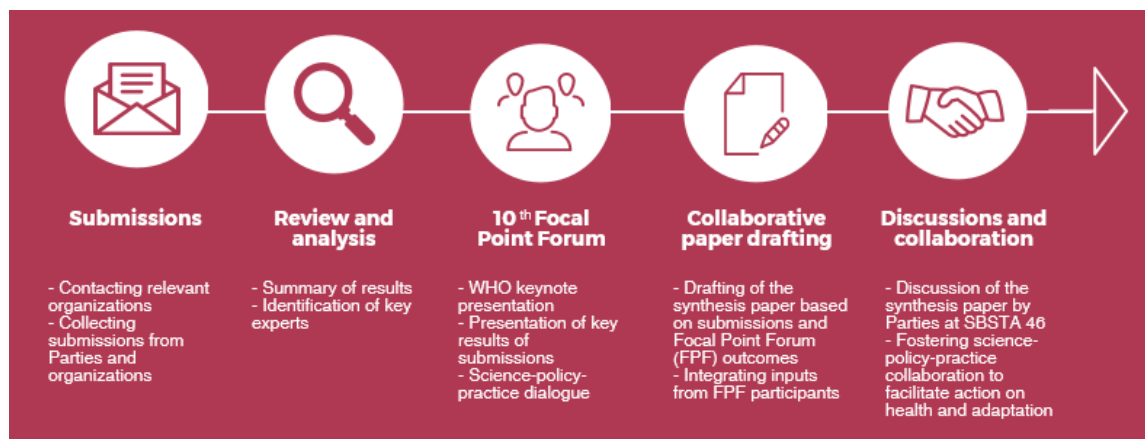 Submissions
- Contacting relevant
organizations
- Collecting
submissions from
Parties and
organizations
Review and
analysis
- Summary of results
- Identification of key
experts
10th Focal
Point Forum
- WHO keynote
presentation
- Presentation of key
results of
submissions
- Science-policy-
practice dialogue
Collaborative
paper drafting
- Drafting of the
synthesis paper based
on submissions and
Focal Point Forum
(FPF) outcomes
- Integrating inputs
from FPF participants
Discussions and
collaboration
- Discussion of the
synthesis paper by
Parties at SBSTA 46
- Fostering science-
policy-practice
collaboration to
facilitate action on
health and adaptation